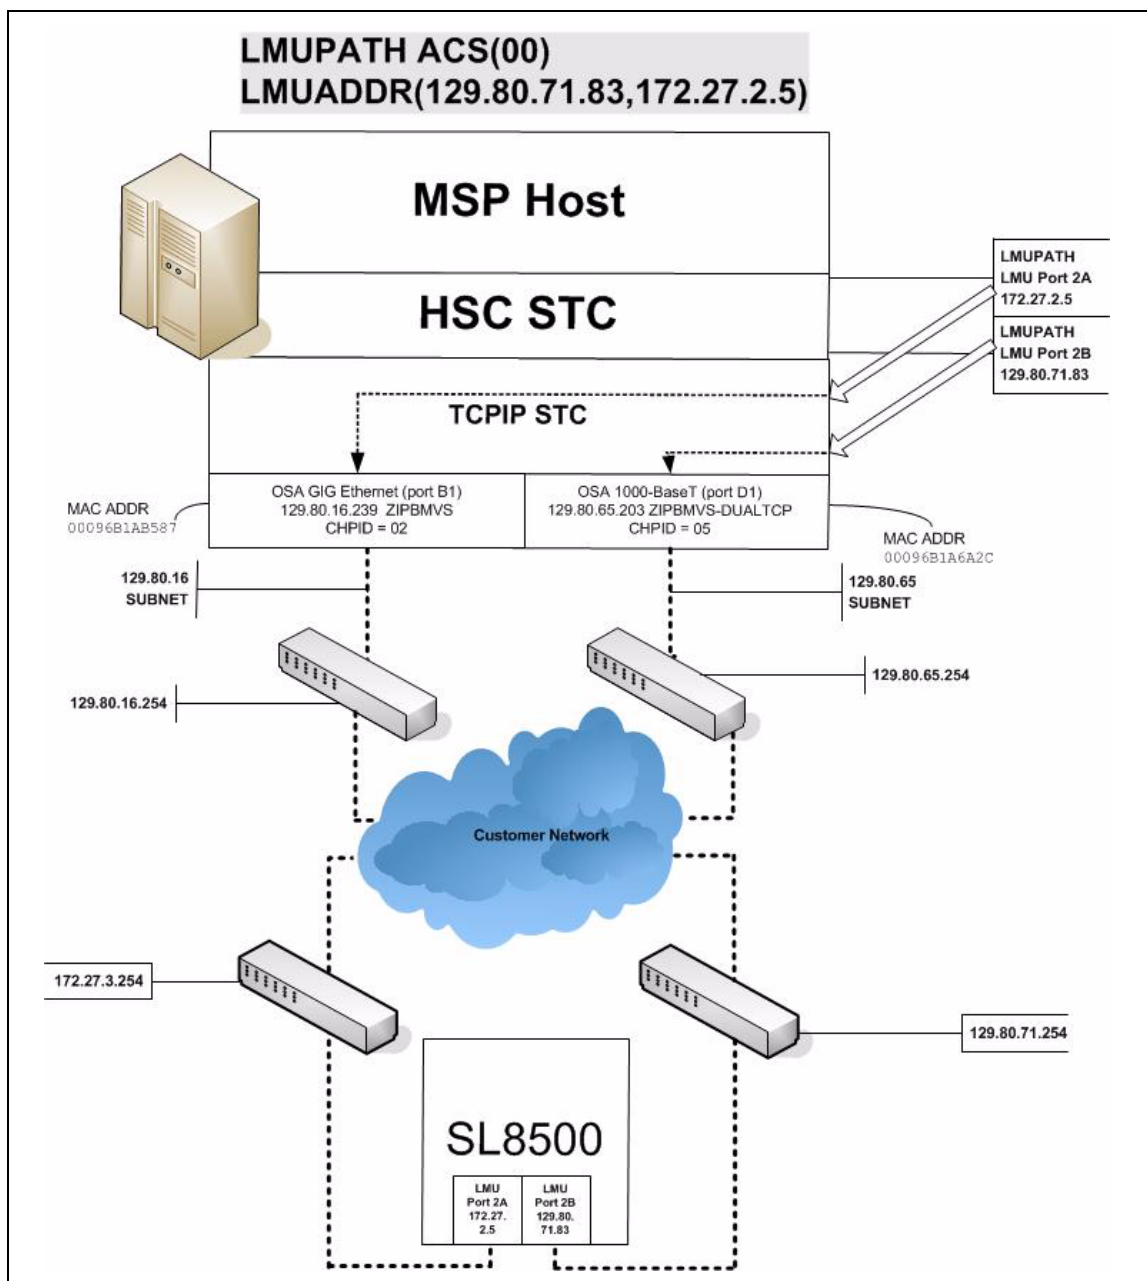 LMUPATH ACS(00)
LMUADDR(129.80.71.83,172.27.2.5)
MSP Host
HSC STC
LMUPATH
LMU Port 2A
172.27.2.5
LMUPATH
LMU Port 2B
129.80.71.83
TCPIP STC
OSA GIG Ethernet (port B1)
129.80.16.239 ZIPBMVS
CHPID = 02
OSA 1000-BaseT (port D1)
129.80.65.203 ZIPBMVS-DUALTCP
CHPID = 05
MAC ADDR
00096B1AB587
MAC ADDR
00096B1A6A2C
129.80.16
SUBNET
129.80.65
SUBNET
129.80.16.254
129.80.65.254
Customer Network
172.27.3.254
129.80.71.254
SL8500
LMU
Port 2A
172.27.
2.5
LMU
Port 2B
129.80.
71.83